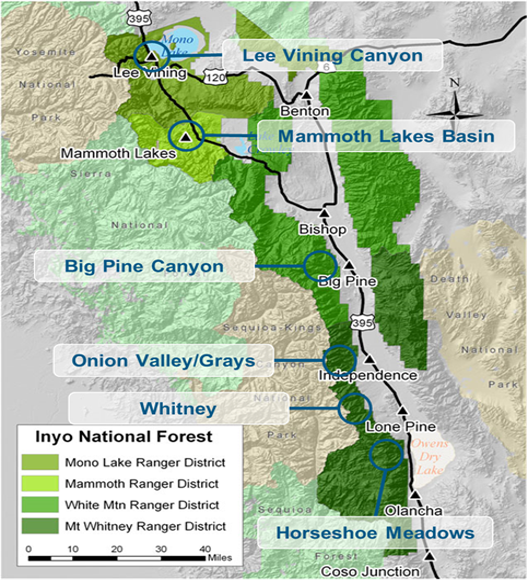 395
Mono
Lake
Yosemite
Lee Vining Canyon
Lee Vining
120
6
National
Park
Benton
N
Mammoth Lakes Basin
Mammoth Lakes
Sierra
National
Bishop
Big Pine Canyon
Big Pine
Death
Valley
National
Park
Sequoia-Kings
395
Onion Valley/Grays
Canyon
Independence
Whitney
National
Park
Lone Pine
Owens
Dry
Lake
Inyo National Forest
Mono Lake Ranger District
Mammoth Ranger District
White Mtn Ranger District
Mt Whitney Ranger District
0 10 20 40
Miles
Sequoia
Olancha
Horseshoe Meadows
Forest
Coso Junction